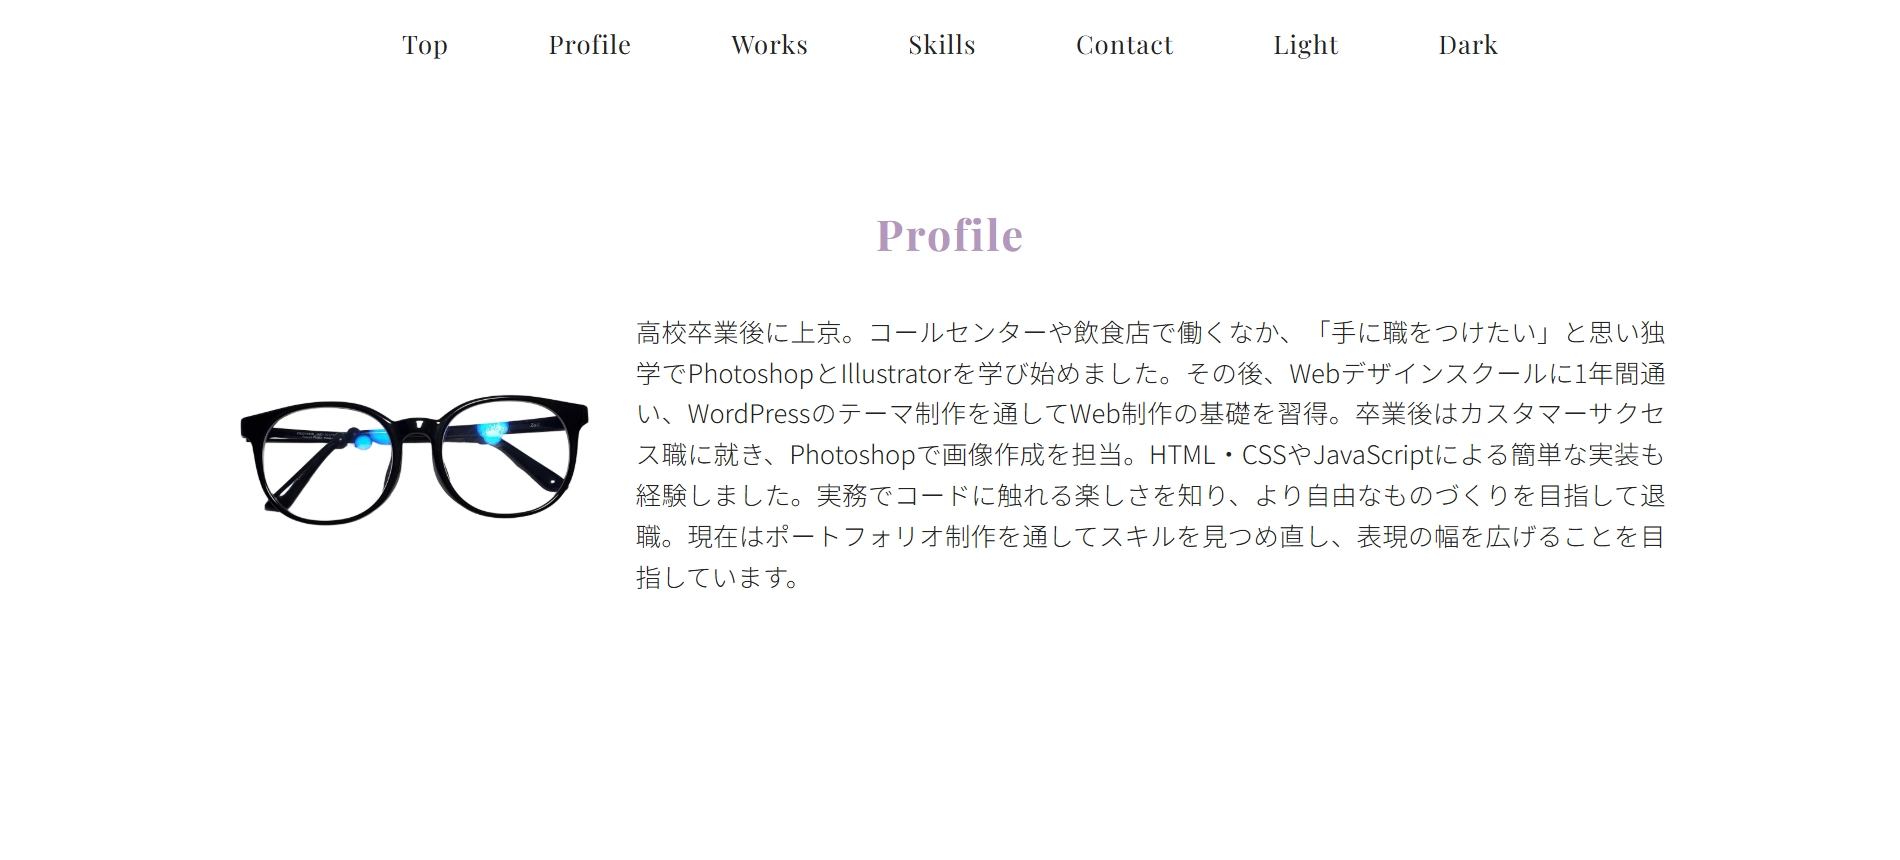 Top Profile Works Skills Contact Light Dark
Profile
高校卒業後に上京。コールセンターや飲食店で働くなか、「手に職をつけたい」と思い独
学でPhotoshopとIllustratorを学び始めました。その後、Webデザインスクールに1年間通
い、WordPressのテーマ制作を通してWeb制作の基礎を習得。卒業後はカスタマーサクセ
ス職に就き、Photoshopで画像作成を担当。HTML・CSSやJavaScriptによる簡単な実装も
経験しました。実務でコードに触れる楽しさを知り、より自由なものづくりを目指して退
職。現在はポートフォリオ制作を通してスキルを見つめ直し、表現の幅を広げることを目
指しています。